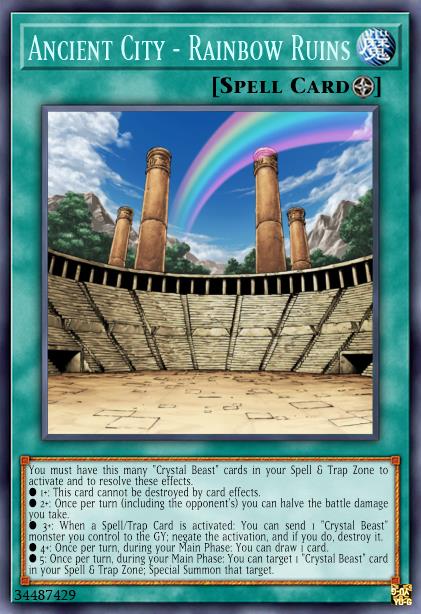 ANCIENT CITY - RAINBOW RUINS
魔
[SPELL CARD]
You must have this many "Crystal Beast" cards in your Spell & Trap Zone to
activate and to resolve these effects.
● 1+: This card cannot be destroyed by card effects.
● 2+: Once per turn (including the opponent's) you can halve the battle damage
you take.
● 3+: When a Spell/Trap Card is activated: You can send 1 "Crystal Beast"
monster you control to the GY; negate the activation, and if you do, destroy it.
● 4+: Once per turn, during your Main Phase: You can draw 1 card.
● 5: Once per turn, during your Main Phase: You can target 1 "Crystal Beast" card
in your Spell & Trap Zone; Special Summon that target.
34487429